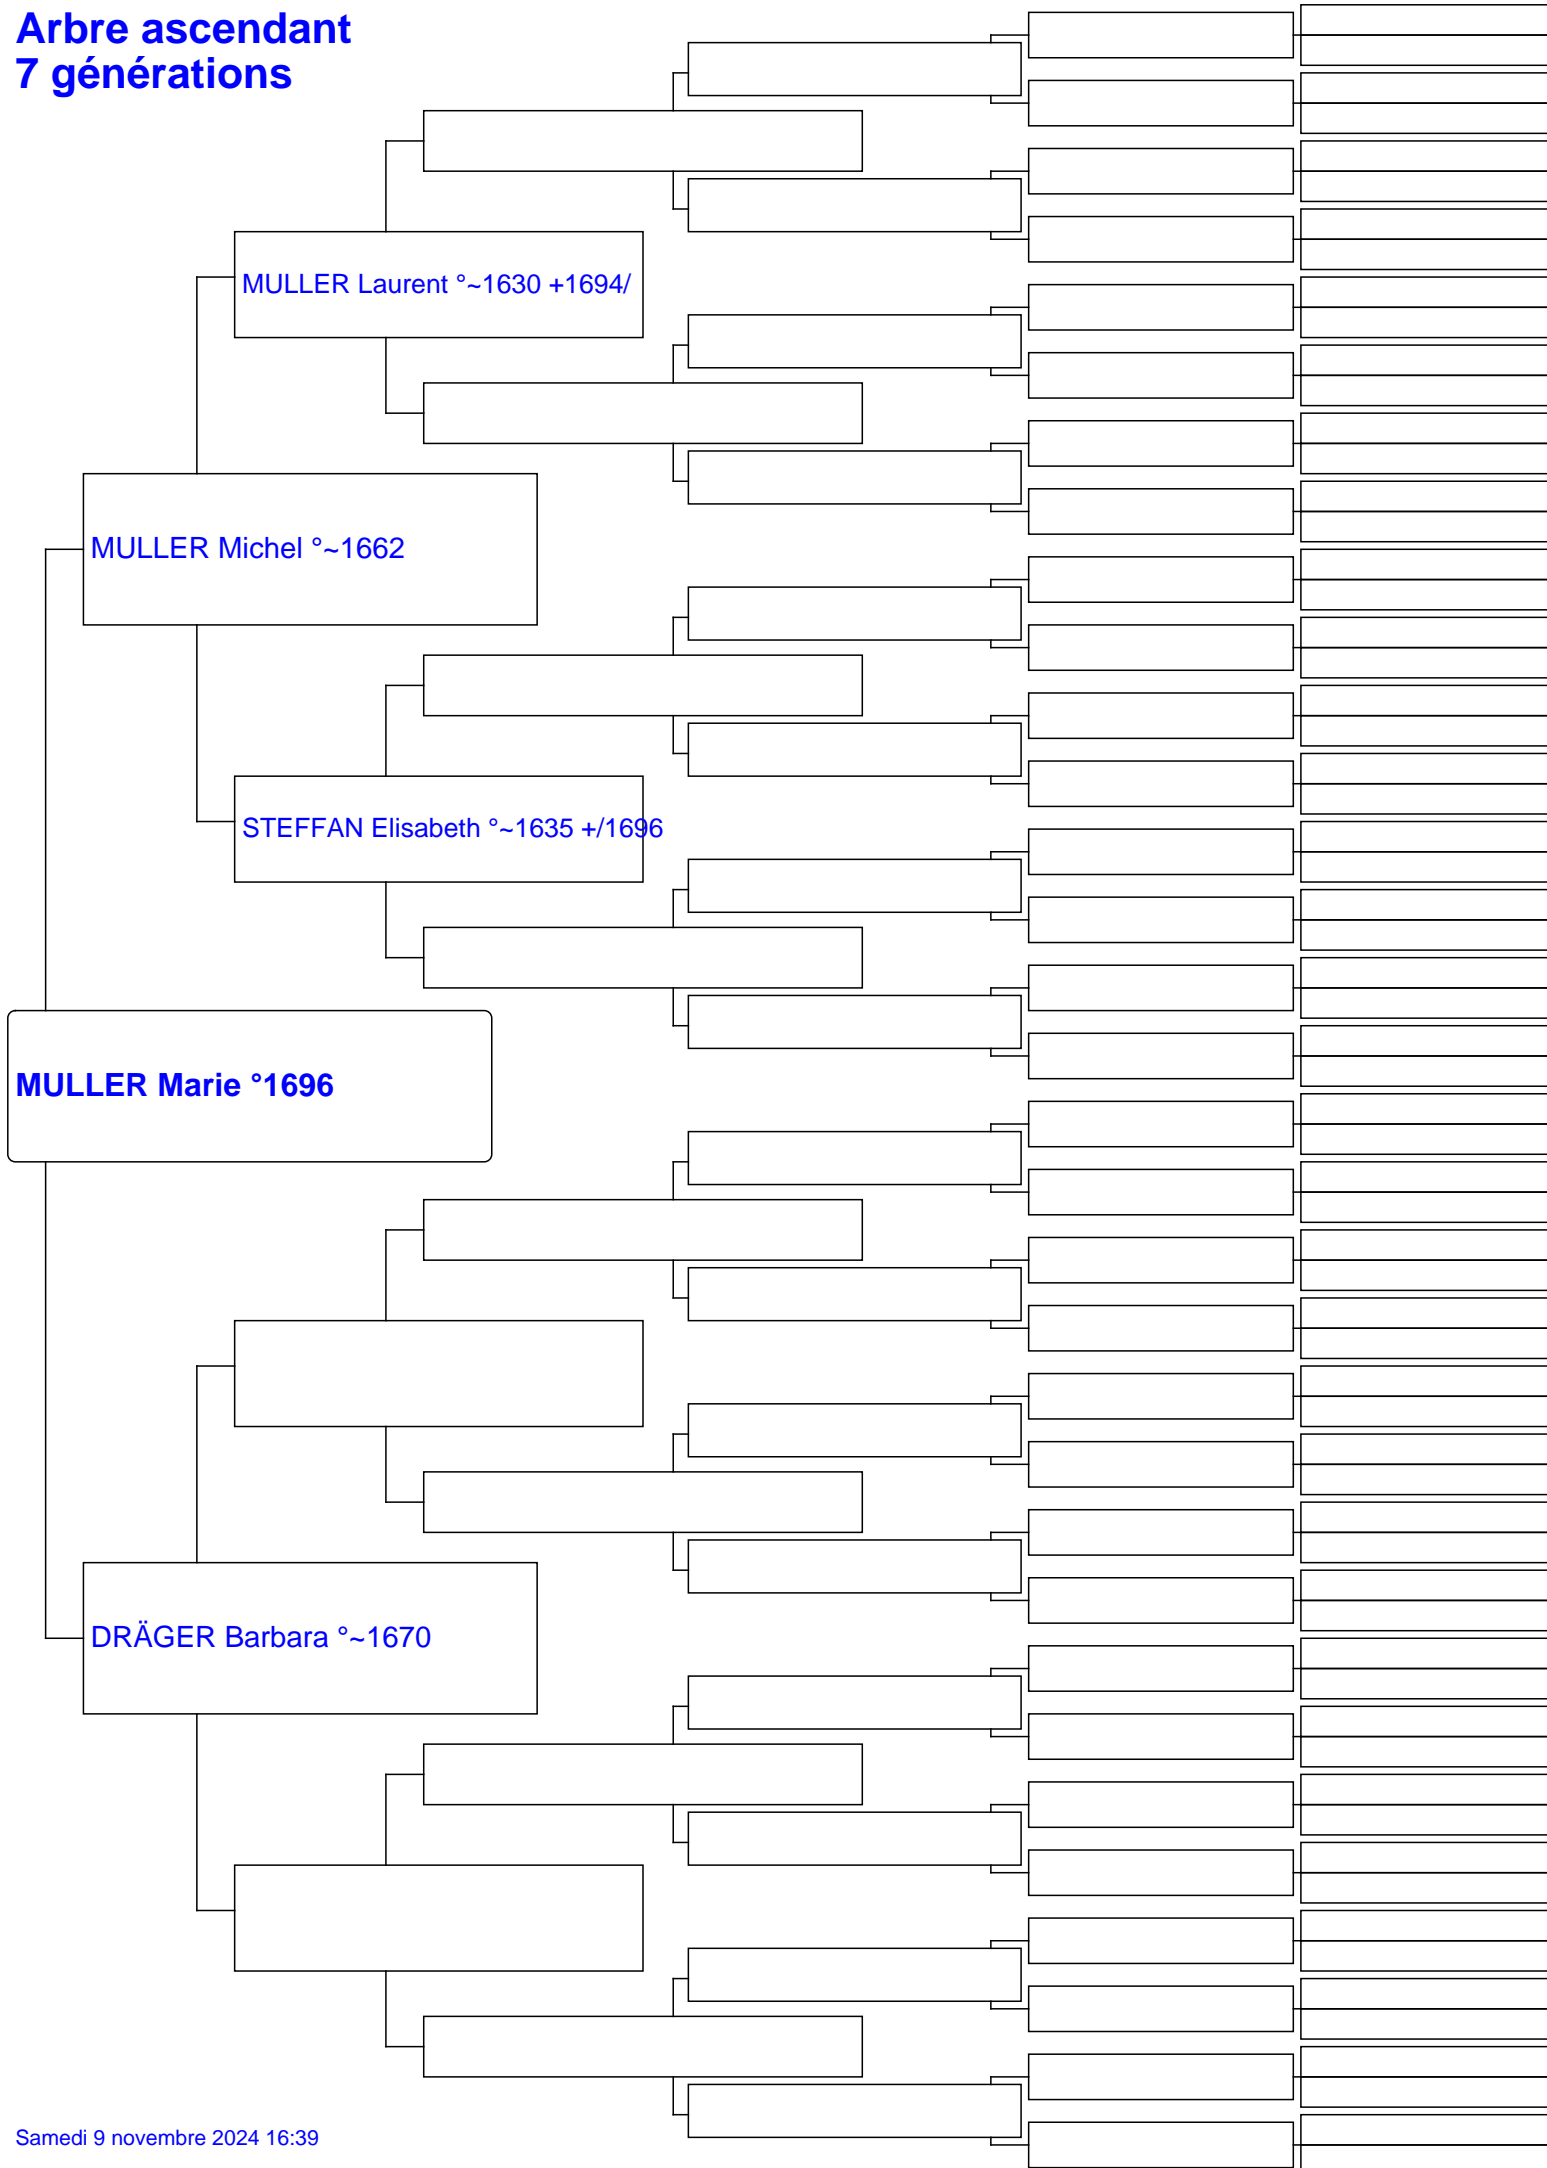 Arbre ascendant
7 générations
MULLER Laurent °~1630 +1694/
MULLER Michel °~1662
STEFFAN Elisabeth °~1635 +/1696
MULLER Marie °1696
DRÄGER Barbara °~1670
Samedi 9 novembre 2024 16:39